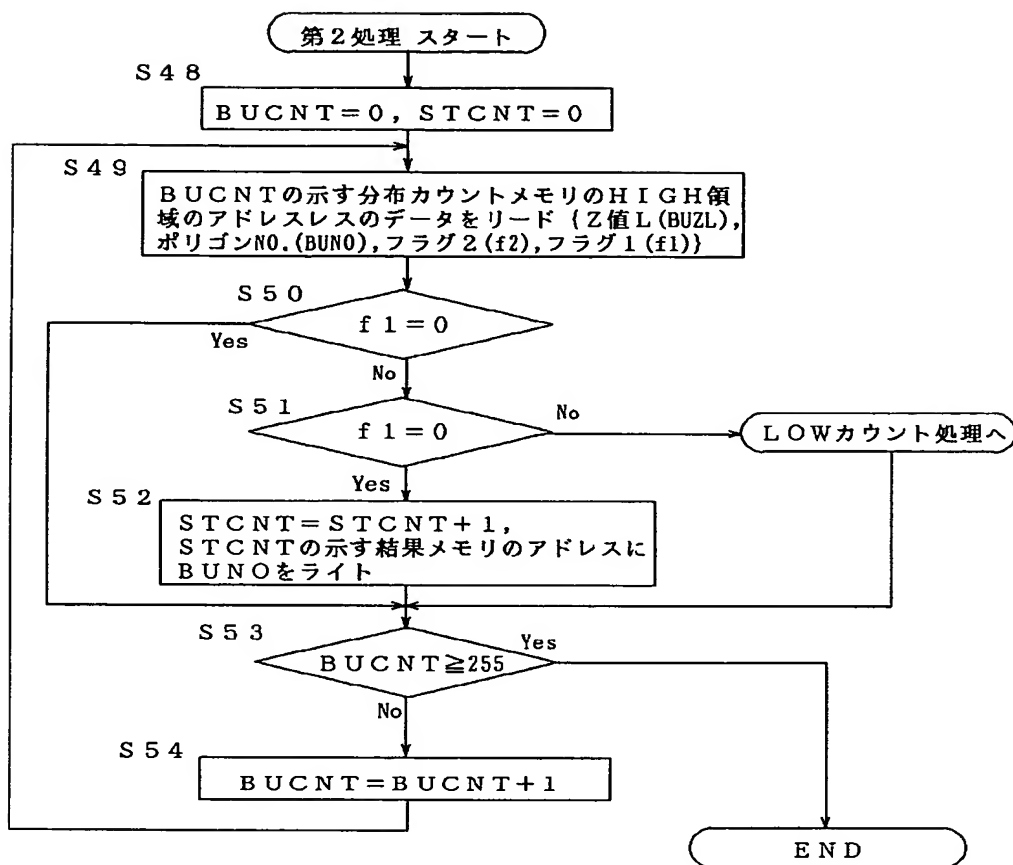 第2処理 スタート
S48
BUCNT=0, STCNT=0
S49
BUCNTの示す分布カウントメモリのHIGH領
域のアドレスレスのデータをリード {Z値L(BUZL),
ポリゴンNO.(BUNO),フラグ2(f2),フラグ1(f1)}
S50
f1=0
Yes
No
S51
f1=0
No
LOWカウント処理へ
Yes
S52
STCNT=STCNT+1,
STCNTの示す結果メモリのアドレスに
BUNOをライト
S53
BUCNT≧255
Yes
No
S54
BUCNT=BUCNT+1
END